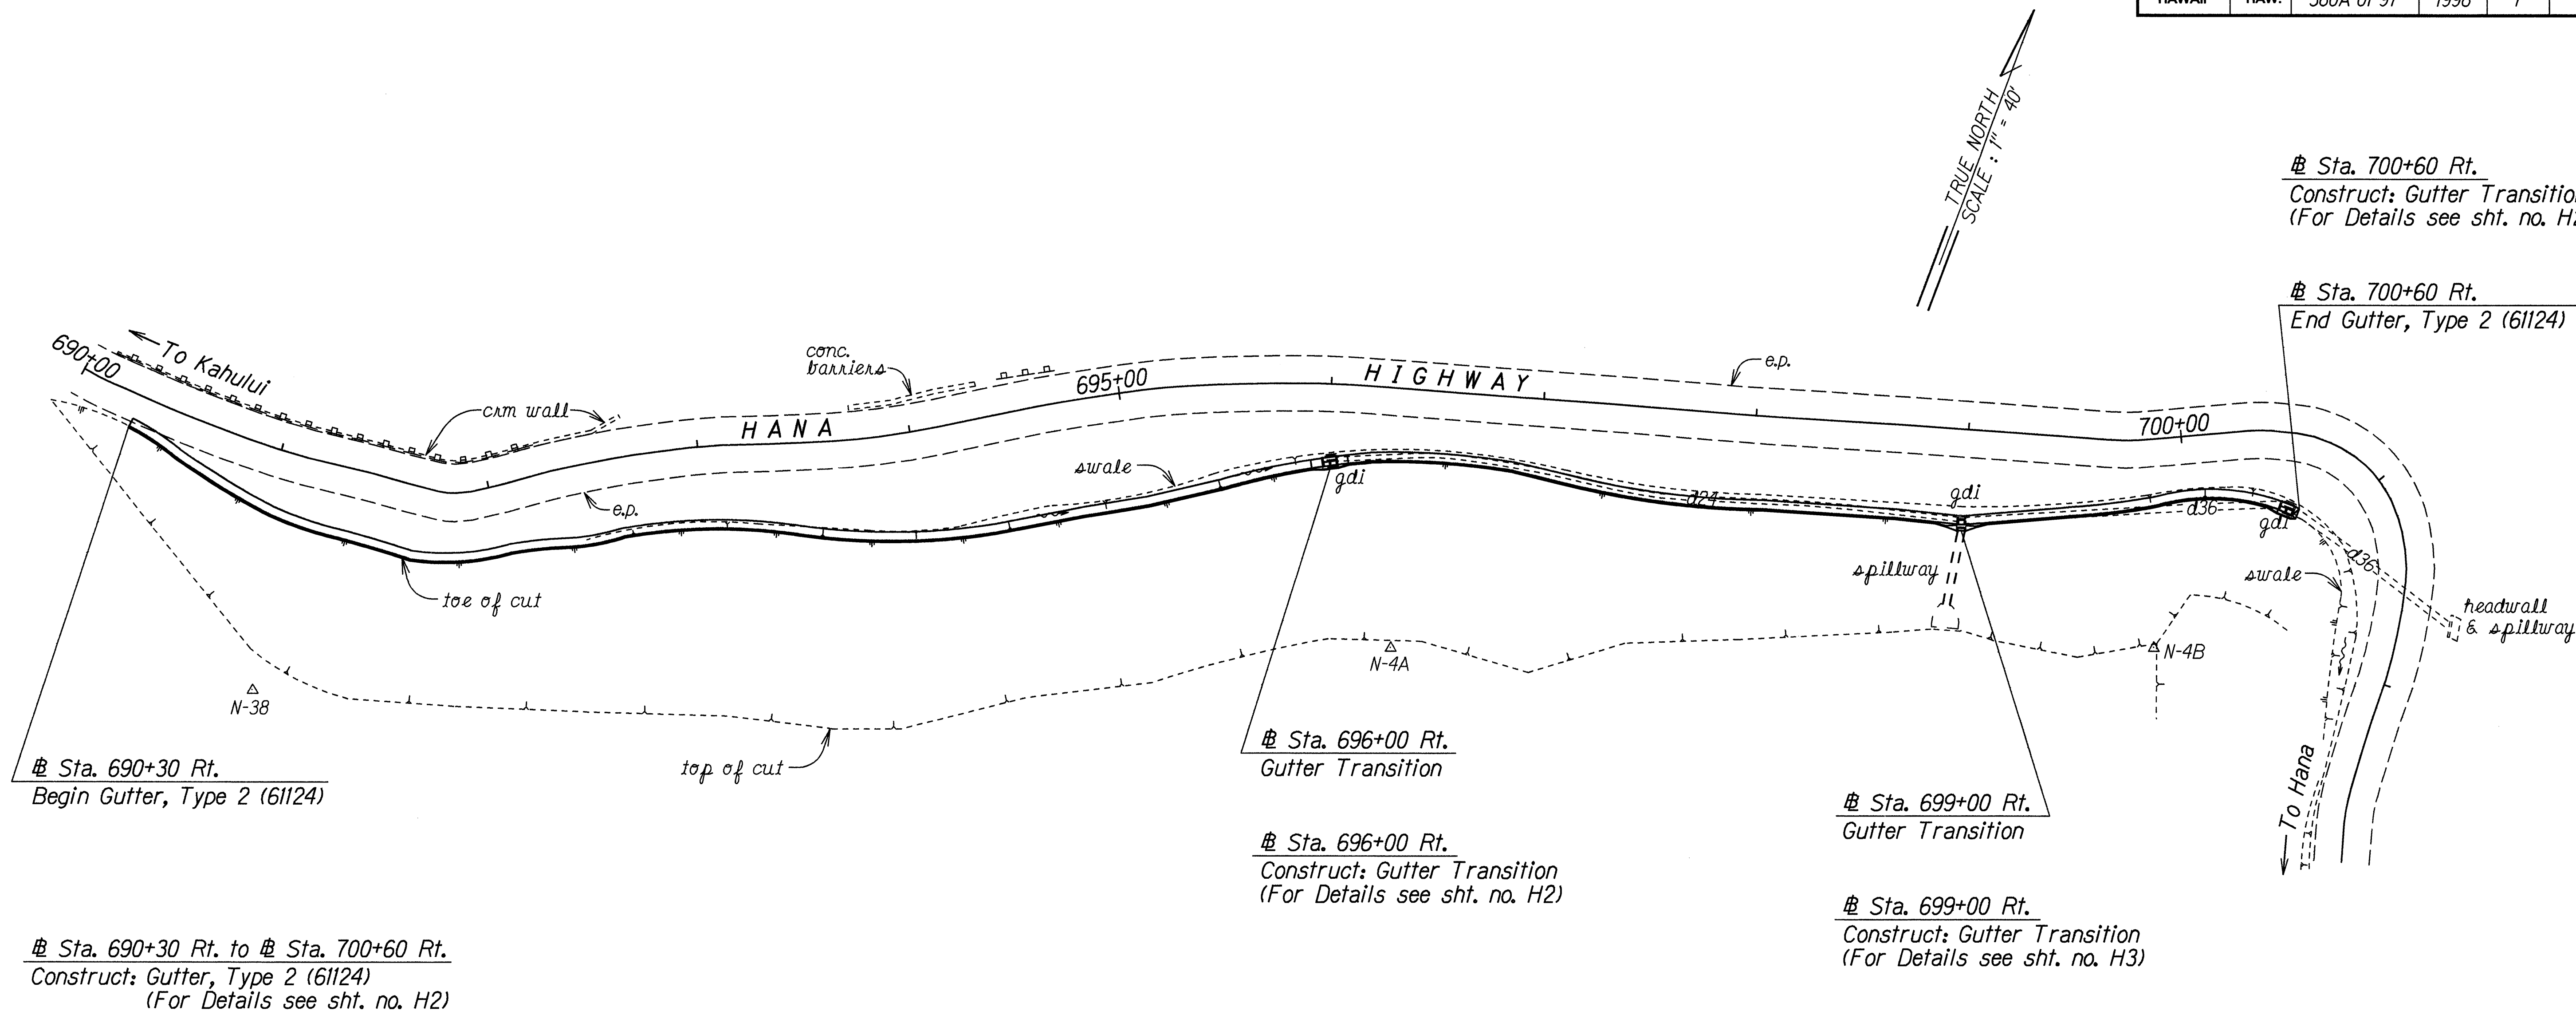 HAWAII HAW. 1998 1
TRUE NORTH
SCALE : 1" = 40'
℔ Sta. 700+60 Rt.
Construct: Gutter
(For Details see sht. no.
℔ Sta. 700+60 Rt.
End Gutter, Type 2 (61124)
690+00
To Kahului
conc.
barriers
crm wall
HANA
695+00
HIGHWAY
e.p.
700+00
swale
gdi
d24
gdi
d36
gdi
d36
e.p.
toe of cut
spillway
swale
headwall
& spillway
N-38
N-4A
N-4B
top of cut
To Hana
℔ Sta. 690+30 Rt.
Begin Gutter, Type 2 (61124)
℔ Sta. 696+00 Rt.
Gutter Transition
℔ Sta. 699+00 Rt.
Gutter Transition
℔ Sta. 696+00 Rt.
Construct: Gutter Transition
(For Details see sht. no. H2)
℔ Sta. 699+00 Rt.
Construct: Gutter Transition
(For Details see sht. no. H3)
℔ Sta. 690+30 Rt. to ℔ Sta. 700+60 Rt.
Construct: Gutter, Type 2 (61124)
(For Details see sht. no. H2)